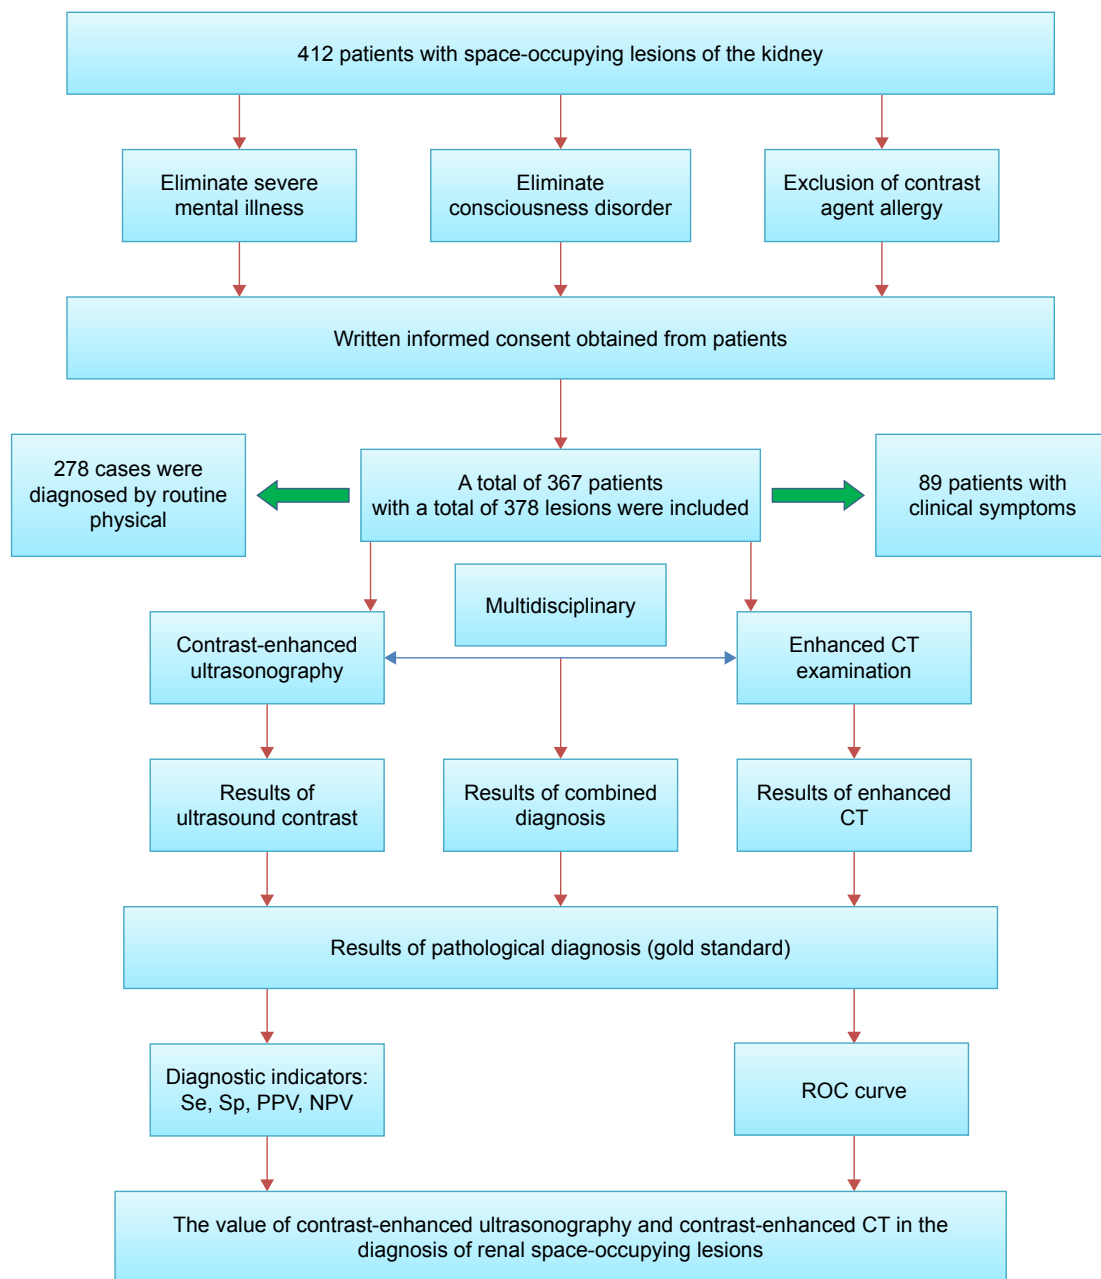 412 patients with space-occupying lesions of the kidney
Eliminate severe
mental illness
Eliminate
consciousness disorder
Exclusion of contrast
agent allergy
Written informed consent obtained from patients
278 cases were
diagnosed by routine
physical
A total of 367 patients
with a total of 378 lesions were included
89 patients with
clinical symptoms
Multidisciplinary
Contrast-enhanced
ultrasonography
Enhanced CT
examination
Results of
ultrasound contrast
Results of combined
diagnosis
Results of enhanced
CT
Results of pathological diagnosis (gold standard)
Diagnostic indicators:
Se, Sp, PPV, NPV
ROC curve
The value of contrast-enhanced ultrasonography and contrast-enhanced CT in the
diagnosis of renal space-occupying lesions